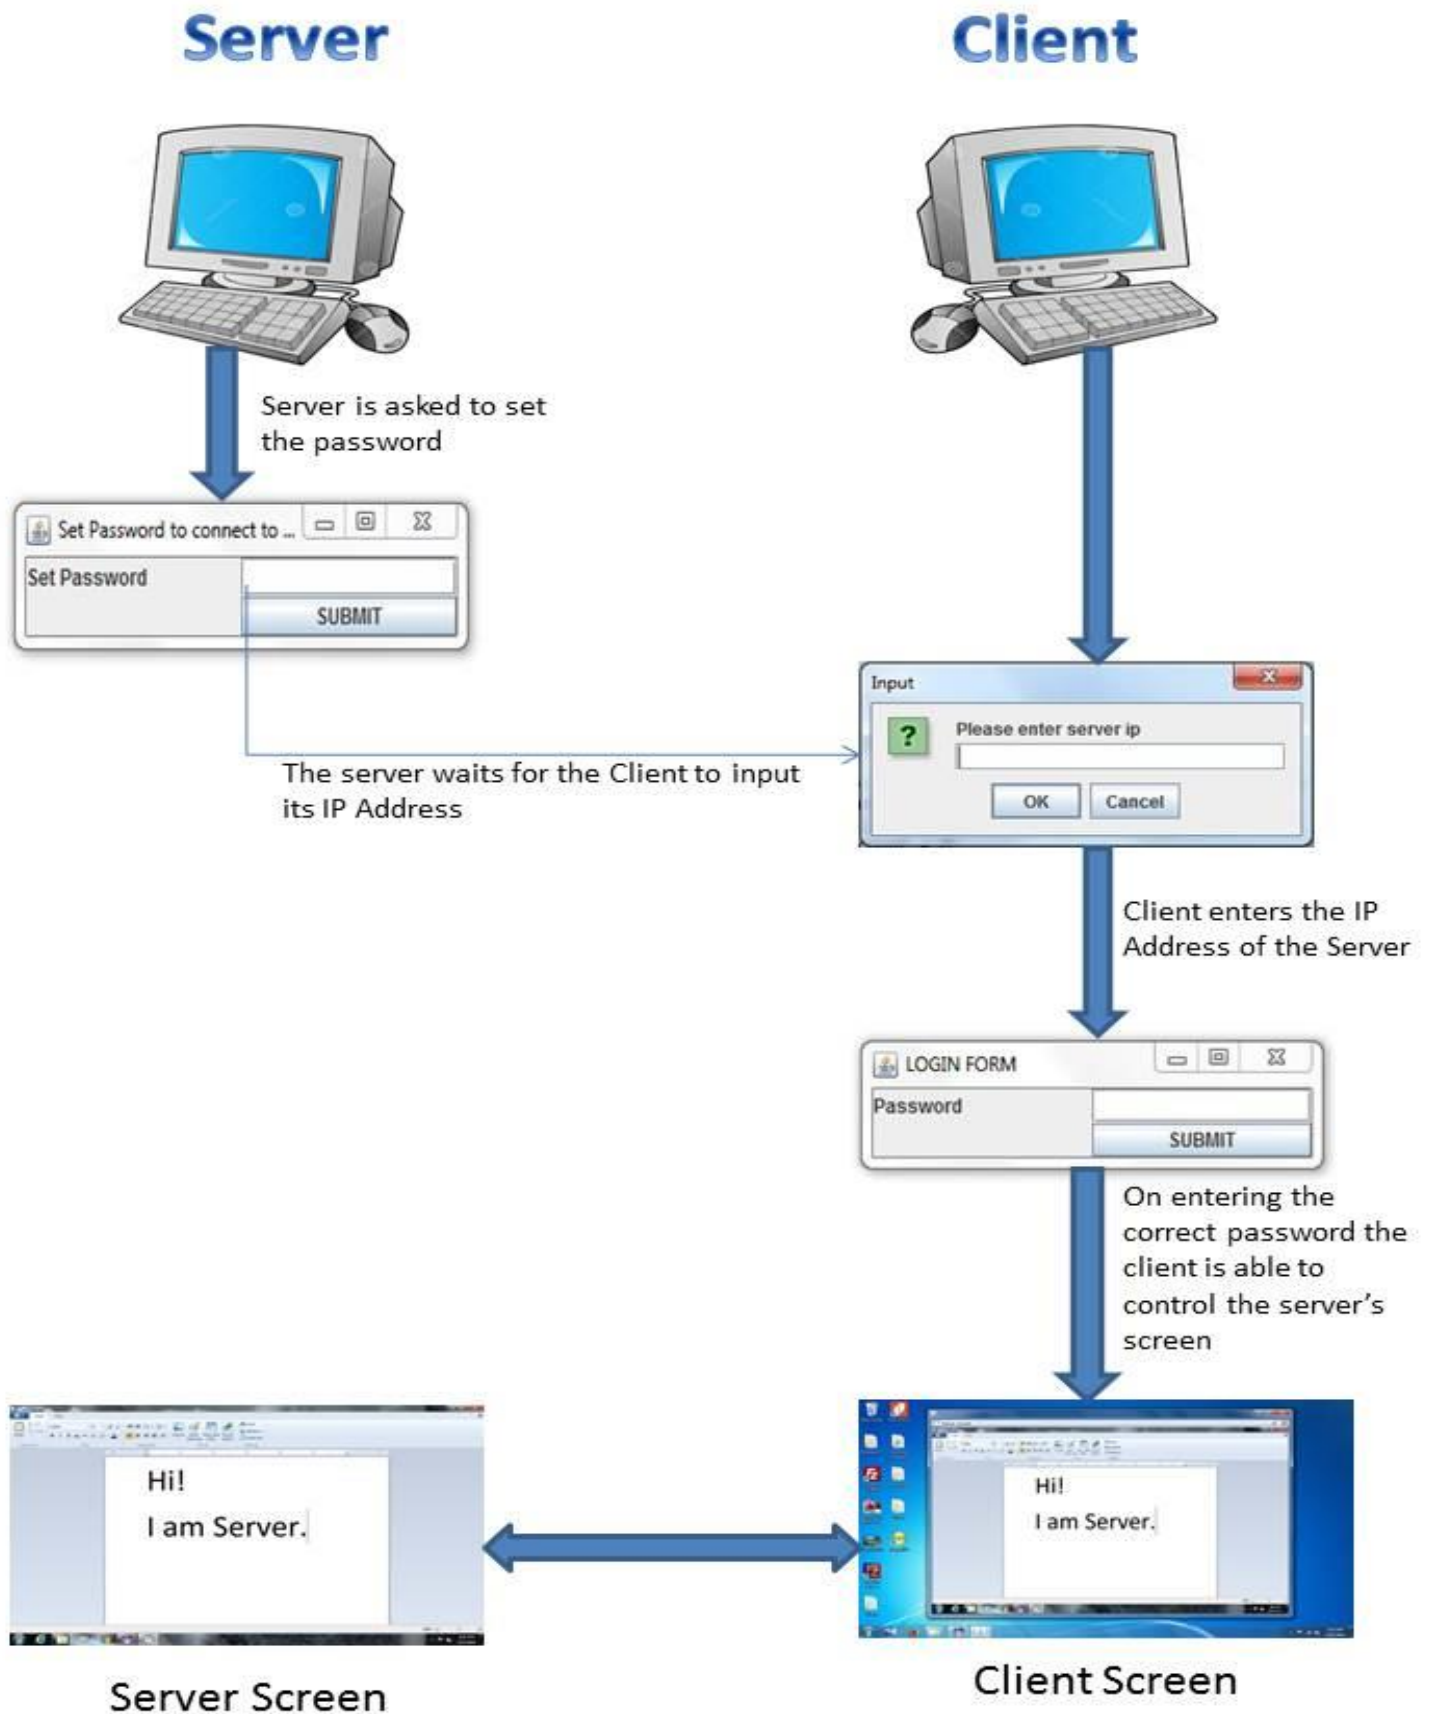 Server
Client
Server is asked to set
the password
Set Password to connect to ...
Set Password
SUBMIT
Input
Please enter server ip
OK
Cancel
The server waits for the Client to input
its IP Address
Client enters the IP
Address of the Server
LOGIN FORM
Password
SUBMIT
On entering the
correct password the
client is able to
control the server’s
screen
Hi!
I am Server.
Hi!
I am Server.
Server Screen
Client Screen